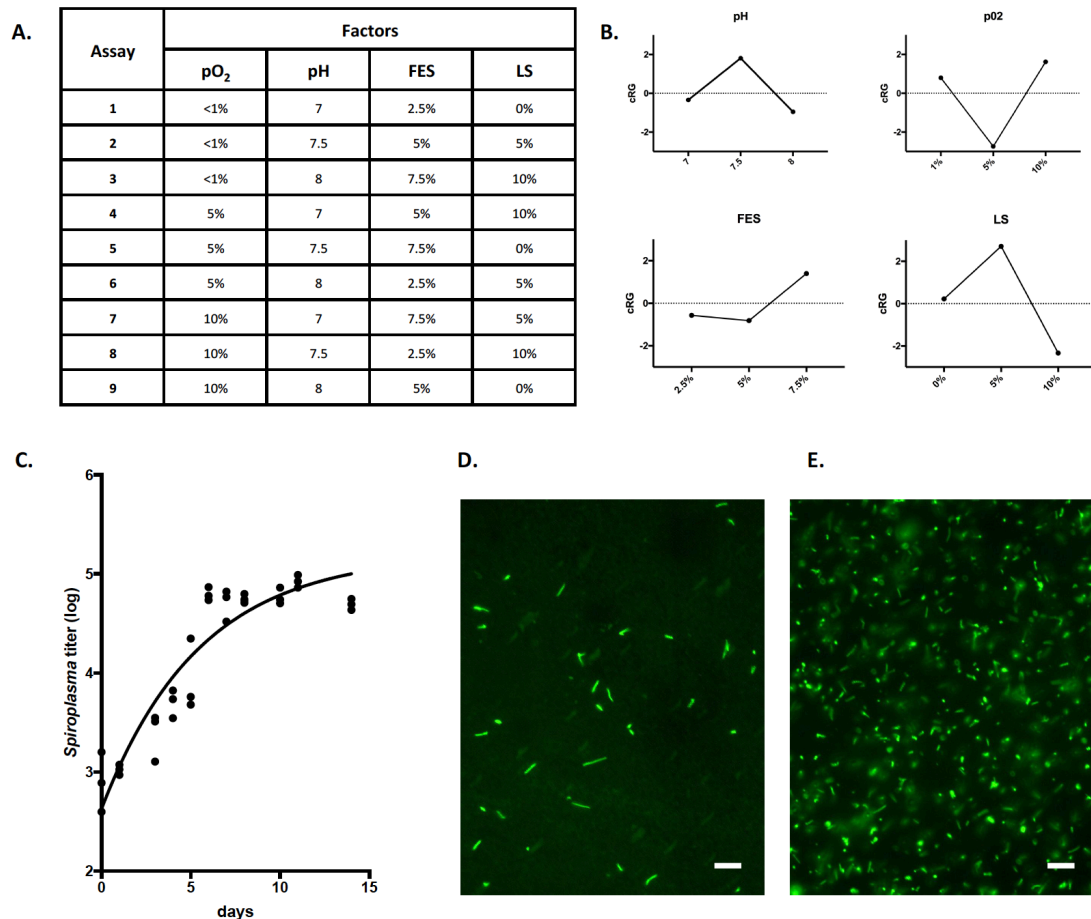 A.
Assay Factors
pO2 pH FES LS
1 <1% 7 2.5% 0%
2 <1% 7.5 5% 5%
3 <1% 8 7.5% 10%
4 5% 7 5% 10%
5 5% 7.5 7.5% 0%
6 5% 8 2.5% 5%
7 10% 7 7.5% 5%
8 10% 7.5 2.5% 10%
9 10% 8 5% 0%
B.
pH
cRG
2
0
-2
7 7.5 8
p02
cRG
2
0
-2
1% 5% 10%
FES
cRG
2
0
-2
2.5% 5% 7.5%
LS
cRG
2
0
-2
0% 5% 10%
C.
Spiroplasma titer (log)
6
5
4
3
2
0 5 10 15
days
D.
E.